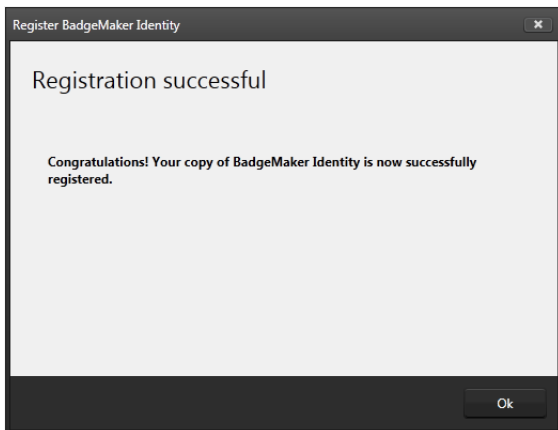 Register BadgeMaker Identity
Registration successful
Congratulations! Your copy of BadgeMaker Identity is now successfully
registered.
Ok